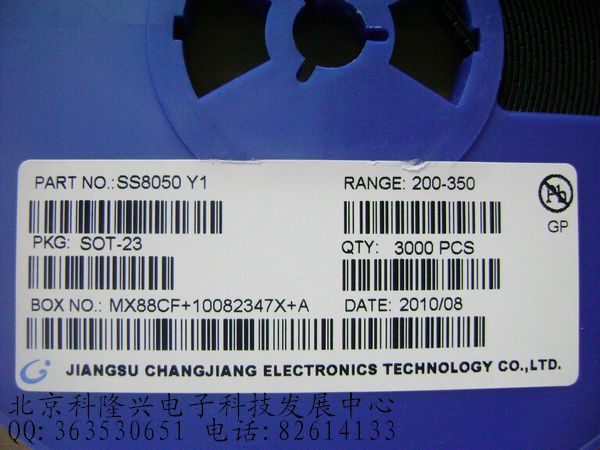 PART NO.:SS8050 Y1 RANGE: 200-350
PKG: SOT-23 QTY: 3000 PCS
GP
BOX NO.: MX88CF+10082347X+A DATE: 2010/08
JIANGSU CHANGJIANG ELECTRONICS TECHNOLOGY CO.,LTD.
北京科隆兴电子科技发展中心
QQ:363530651 电话:82614133